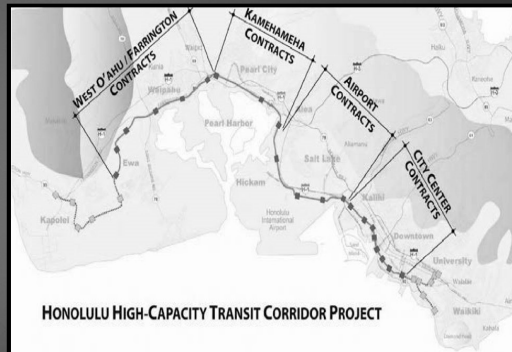 WEST O'AHU / FARRINGTON
CONTRACTS
KAMEHAMEHA
CONTRACTS
AIRPORT
CONTRACTS
CITY CENTER
CONTRACTS
Pearl City
Waipahu
Aiea
Pearl Harbor
Salt Lake
Ewa
Hickam
Kalihi
Kapolei
Honolulu
International
Airport
Downtown
University
Waikiki
HONOLULU HIGH-CAPACITY TRANSIT CORRIDOR PROJECT